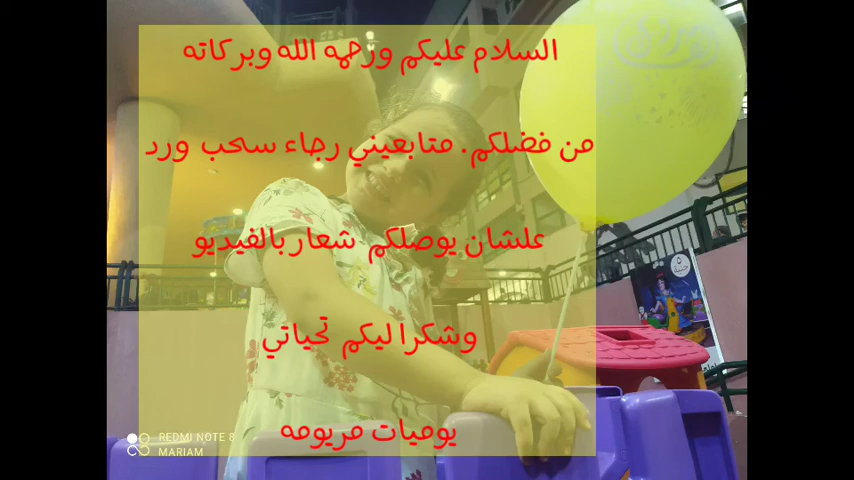 السلام عليكم ورحمه الله وبركاته
من فضلكم. متابعيني رجاء سحب ورد
علشان يوصلكم شعار بالفيديو
وشكرا ليكم تحياتي
يوميات مريومه
REDMI NOTE 8
MARIAM